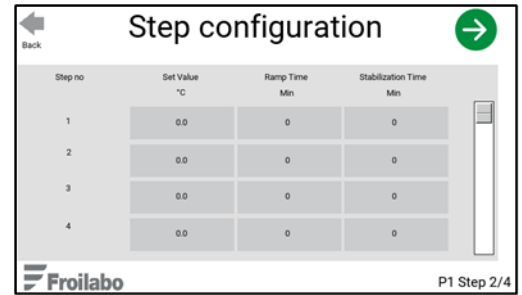 Step configuration
Back
Step no Set Value Ramp Time Stabilization Time
°C Min Min
1 0.0 0 0
2 0.0 0 0
3 0.0 0 0
4 0.0 0 0
Froilabo P1 Step 2/4